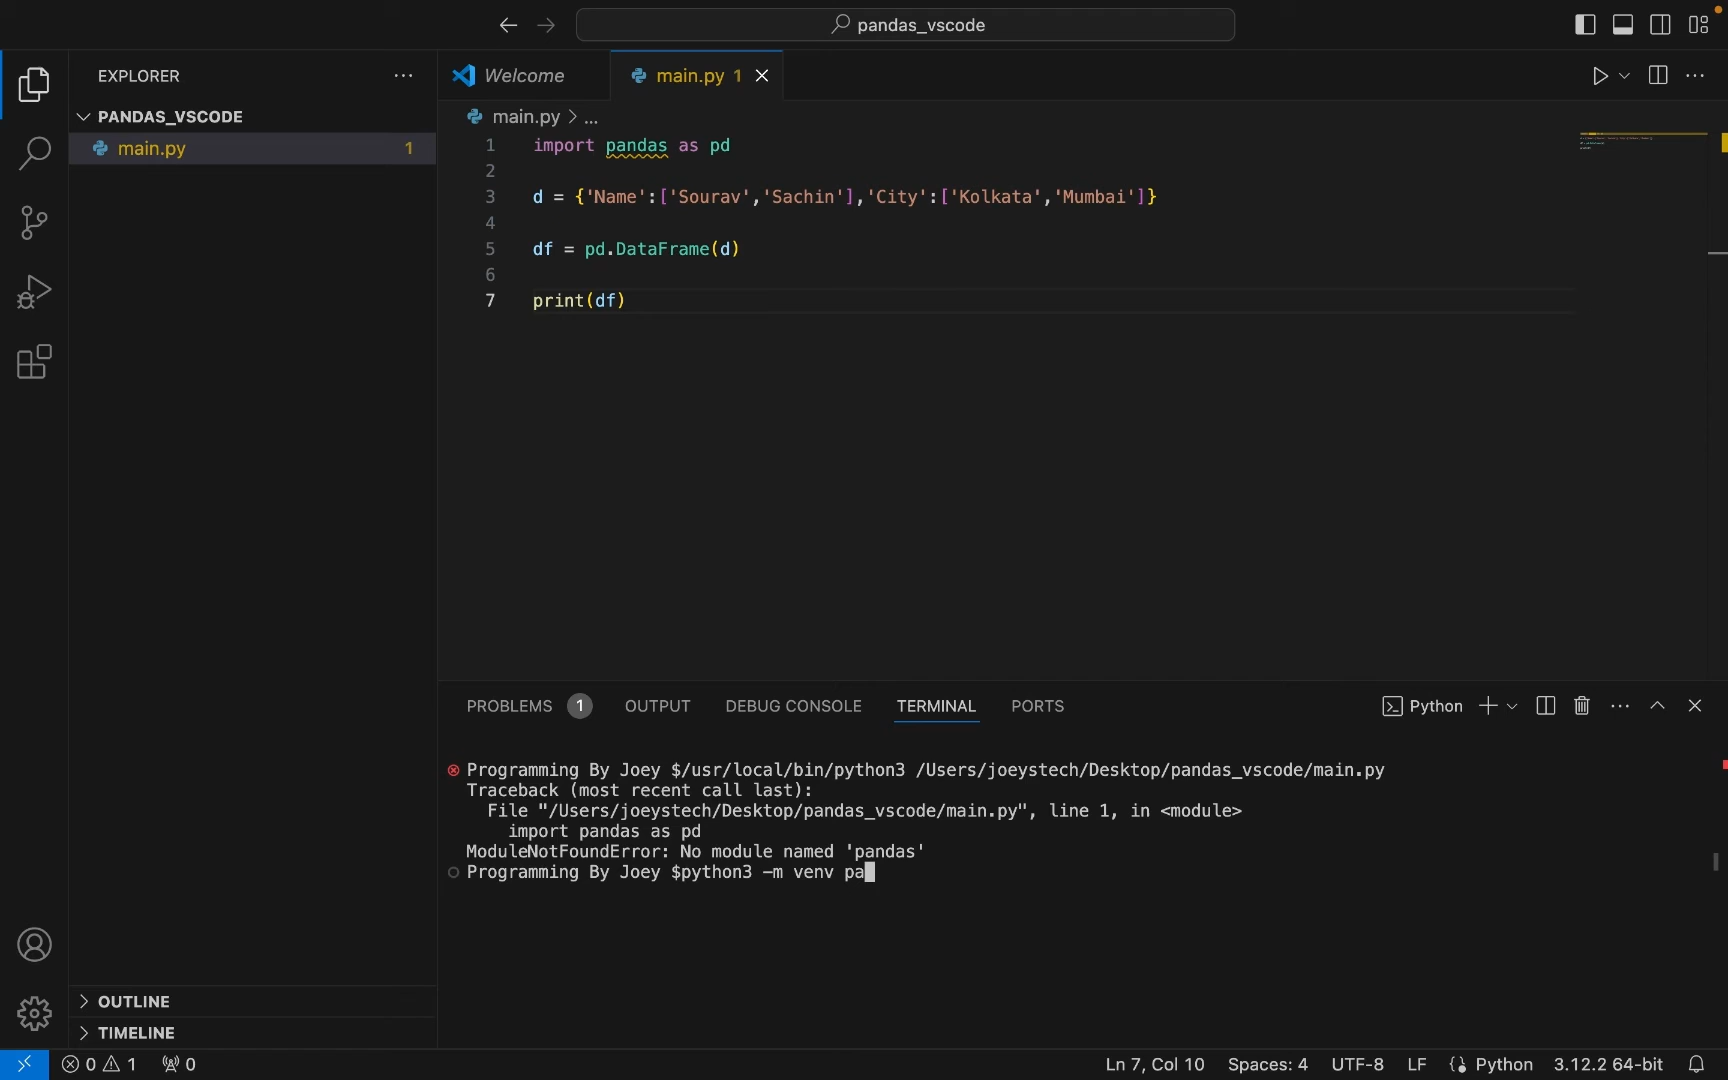 pandas_vscode
EXPLORER
PANDAS_VSCODE
main.py 1
Welcome
main.py 1
main.py > ...
1 import pandas as pd
2
3 d = {'Name':['Sourav','Sachin'],'City':['Kolkata','Mumbai']}
4
5 df = pd.DataFrame(d)
6
7 print(df)
PROBLEMS 1 OUTPUT DEBUG CONSOLE TERMINAL PORTS
Python
Programming By Joey $/usr/local/bin/python3 /Users/joeystech/Desktop/pandas_vscode/main.py
Traceback (most recent call last):
File "/Users/joeystech/Desktop/pandas_vscode/main.py", line 1, in <module>
import pandas as pd
ModuleNotFoundError: No module named 'pandas'
Programming By Joey $python3 -m venv pa
OUTLINE
TIMELINE
0 1 0
Ln 7, Col 10 Spaces: 4 UTF-8 LF Python 3.12.2 64-bit